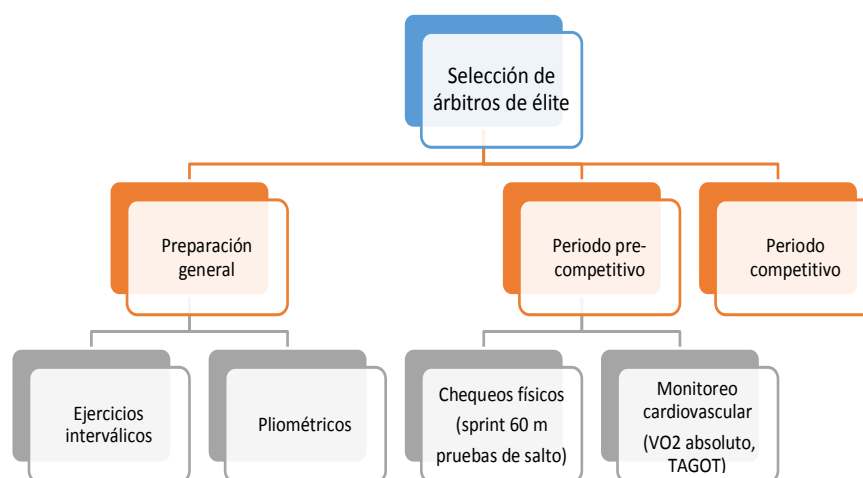 Selección de
árbitros de élite
Preparación
general
Periodo pre-
competitivo
Periodo
competitivo
Ejercicios
interválicos
Pliométricos
Chequeos físicos
(sprint 60 m
pruebas de salto)
Monitoreo
cardiovascular
(VO2 absoluto,
TAGOT)